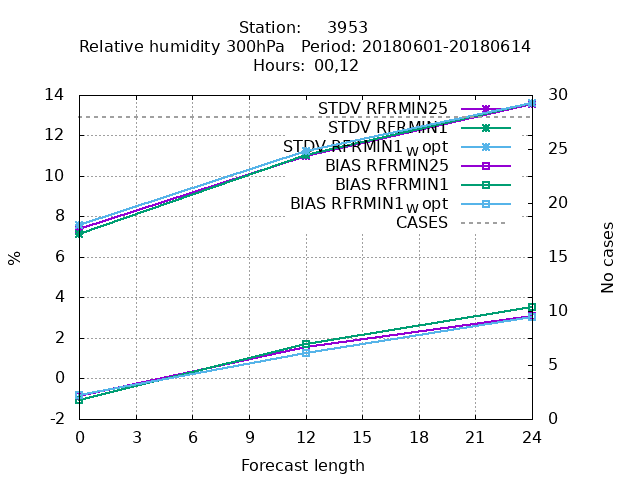 Station: 3953
Relative humidity 300hPa Period: 20180601-20180614
Hours: 00,12
14
12
10
8
6
4
2
0
-2
%
STDV RFRMIN25
STDV RFRMIN1
STDV RFRMIN1w opt
BIAS RFRMIN25
BIAS RFRMIN1
BIAS RFRMIN1w opt
CASES
30
25
20
15
10
5
0
No cases
0 3 6 9 12 15 18 21 24
Forecast length